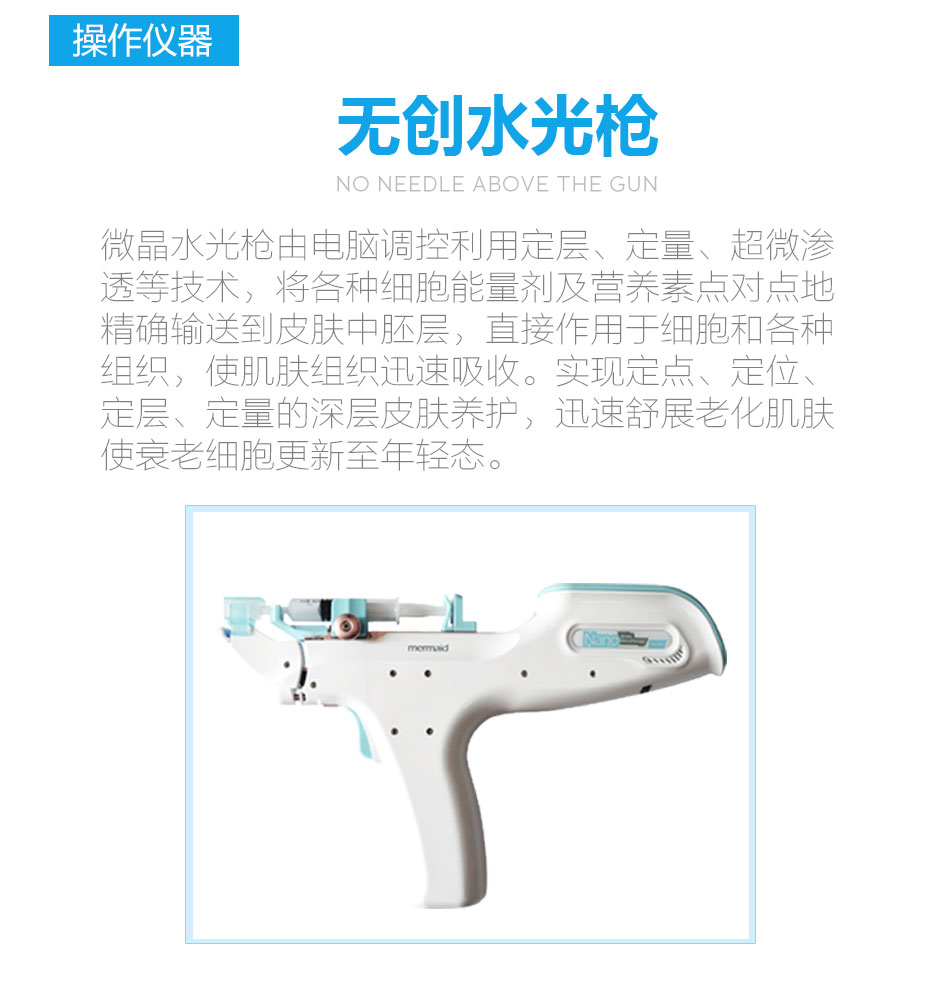 操作仪器
无创水光枪
NO NEEDLE ABOVE THE GUN
微晶水光枪由电脑调控利用定层、定量、超微渗
透等技术，将各种细胞能量剂及营养素点对点地
精确输送到皮肤中胚层，直接作用于细胞和各种
组织，使肌肤组织迅速吸收。实现定点、定位、
定层、定量的深层皮肤养护，迅速舒展老化肌肤
使衰老细胞更新至年轻态。
mermaid
Nano